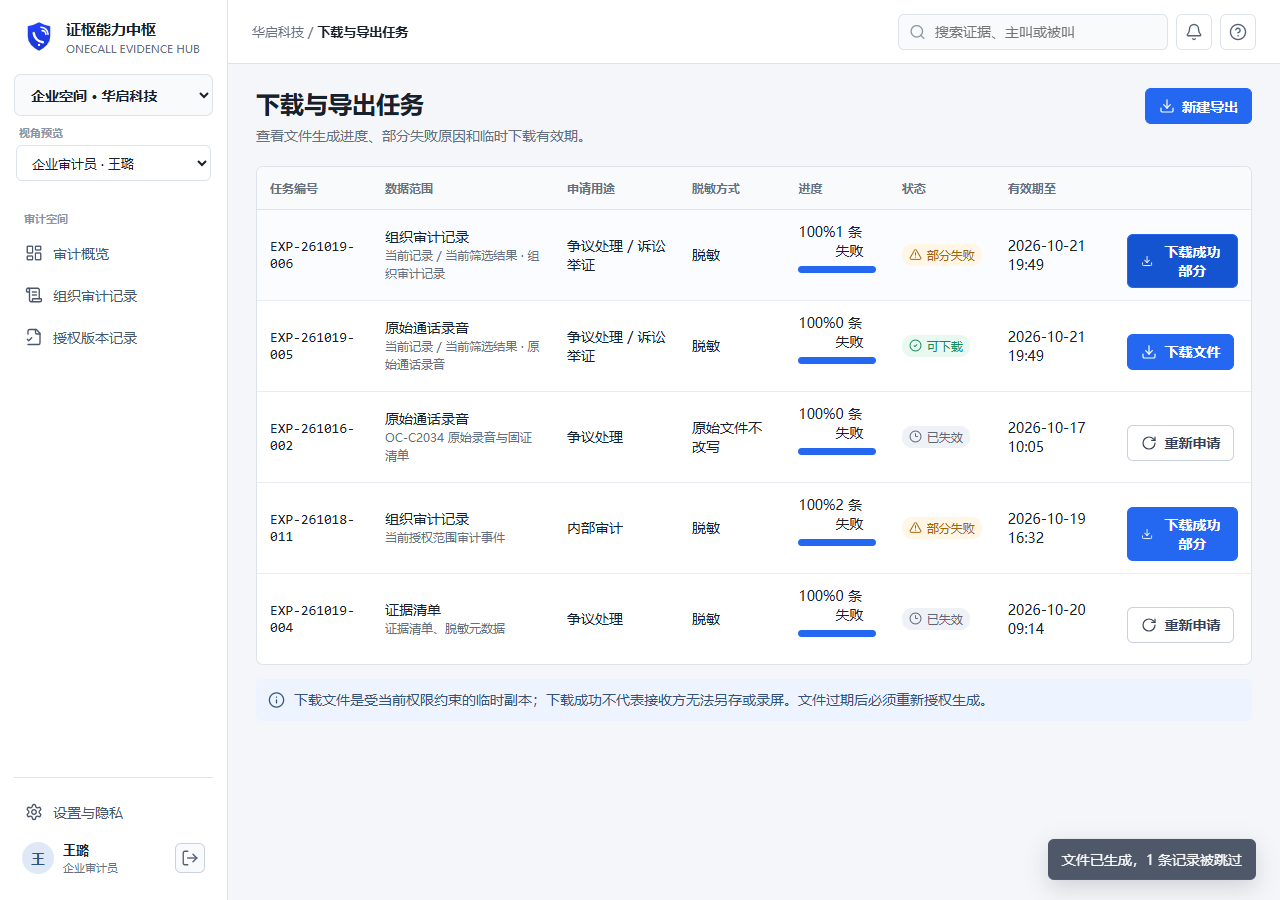 证枢能力中枢
ONECALL EVIDENCE HUB
企业空间 • 华启科技
视角预览
企业审计员 · 王璐
审计空间
审计概览
组织审计记录
授权版本记录
设置与隐私
王
王璐
企业审计员
华启科技 / 下载与导出任务
搜索证据、主叫或被叫
下载与导出任务
查看文件生成进度、部分失败原因和临时下载有效期。
新建导出
任务编号 数据范围 申请用途 脱敏方式 进度 状态 有效期至
EXP-261019-
006
组织审计记录
当前记录 / 当前筛选结果 · 组
织审计记录
争议处理 / 诉讼
举证
脱敏
100%1 条
失败
部分失败
2026-10-21
19:49
下载成功
部分
EXP-261019-
005
原始通话录音
当前记录 / 当前筛选结果 · 原
始通话录音
争议处理 / 诉讼
举证
脱敏
100%0 条
失败
可下载
2026-10-21
19:49
下载文件
EXP-261016-
002
原始通话录音
OC-C2034 原始录音与固证
清单
争议处理
原始文件不
改写
100%0 条
失败
已失效
2026-10-17
10:05
重新申请
EXP-261018-
011
组织审计记录
当前授权范围审计事件
内部审计
脱敏
100%2 条
失败
部分失败
2026-10-19
16:32
下载成功
部分
EXP-261019-
004
证据清单
证据清单、脱敏元数据
争议处理
脱敏
100%0 条
失败
已失效
2026-10-20
09:14
重新申请
下载文件是受当前权限约束的临时副本；下载成功不代表接收方无法另存或录屏。文件过期后必须重新授权生成。
文件已生成，1 条记录被跳过